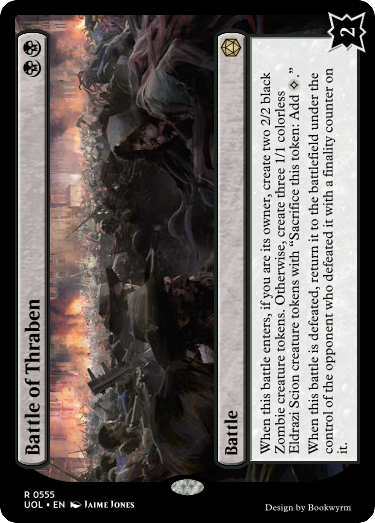 Battle of Thraben
Battle
When this battle enters, if you are its owner, create two 2/2 black
Zombie creature tokens. Otherwise, create three 1/1 colorless
Eldrazi Scion creature tokens with “Sacrifice this token: Add .”
When this battle is defeated, return it to the battlefield under the
control of the opponent who defeated it with a finality counter on
it.
2
R 0555
UOL • EN JAIME JONES
Design by Bookwyrm